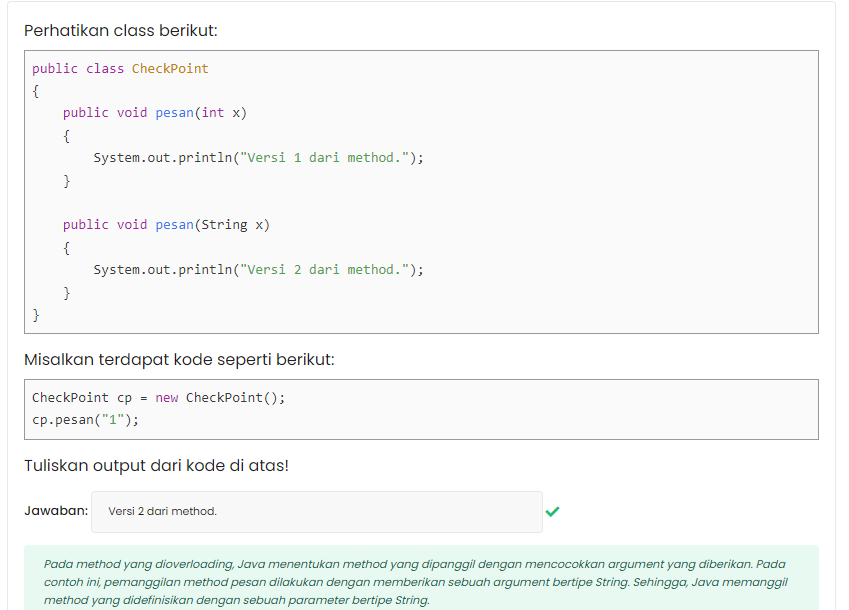 Perhatikan class berikut:
public class CheckPoint
{
    public void pesan(int x)
    {
        System.out.println("Versi 1 dari method.");
    }

    public void pesan(String x)
    {
        System.out.println("Versi 2 dari method.");
    }
}
Misalkan terdapat kode seperti berikut:
CheckPoint cp = new CheckPoint();
cp.pesan("1");
Tuliskan output dari kode di atas!
Jawaban: Versi 2 dari method.
Pada method yang dioverloading, Java menentukan method yang dipanggil dengan mencocokkan argument yang diberikan. Pada
contoh ini, pemanggilan method pesan dilakukan dengan memberikan sebuah argument bertipe String. Sehingga, Java memanggil
method yang didefinisikan dengan sebuah parameter bertipe String.